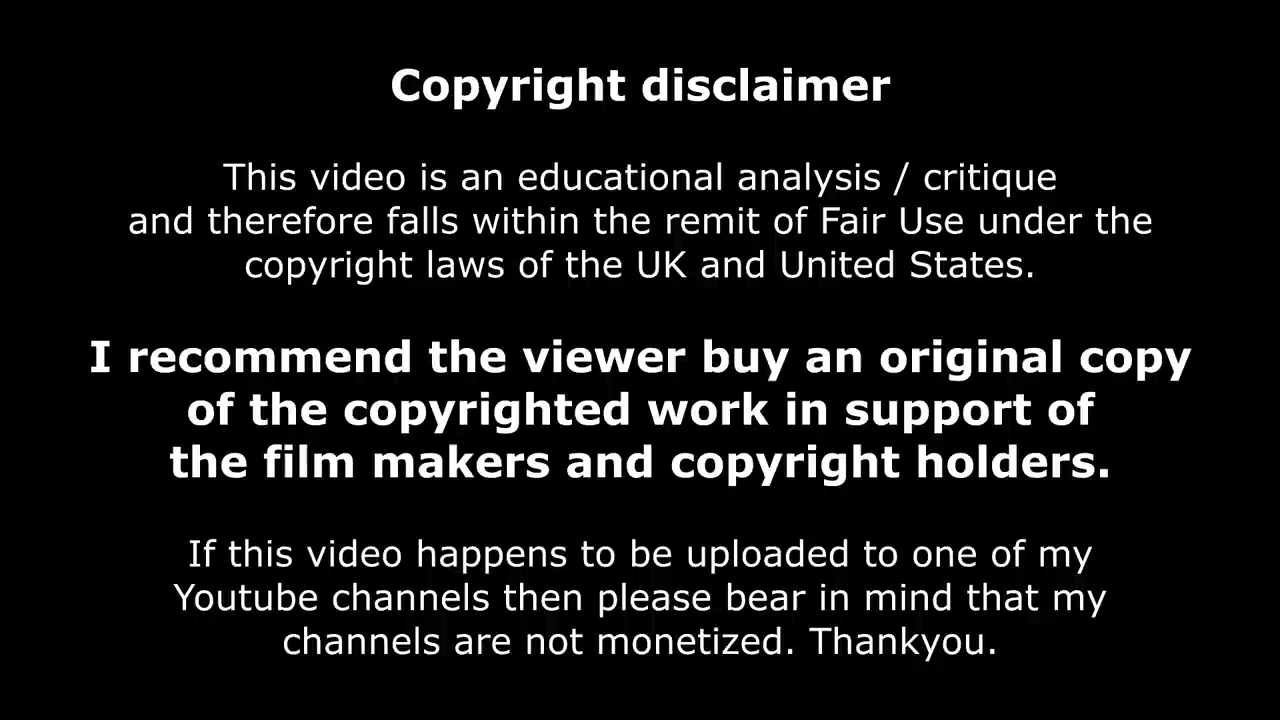 Copyright disclaimer
This video is an educational analysis / critique
and therefore falls within the remit of Fair Use under the
copyright laws of the UK and United States.
I recommend the viewer buy an original copy
of the copyrighted work in support of
the film makers and copyright holders.
If this video happens to be uploaded to one of my
Youtube channels then please bear in mind that my
channels are not monetized. Thankyou.